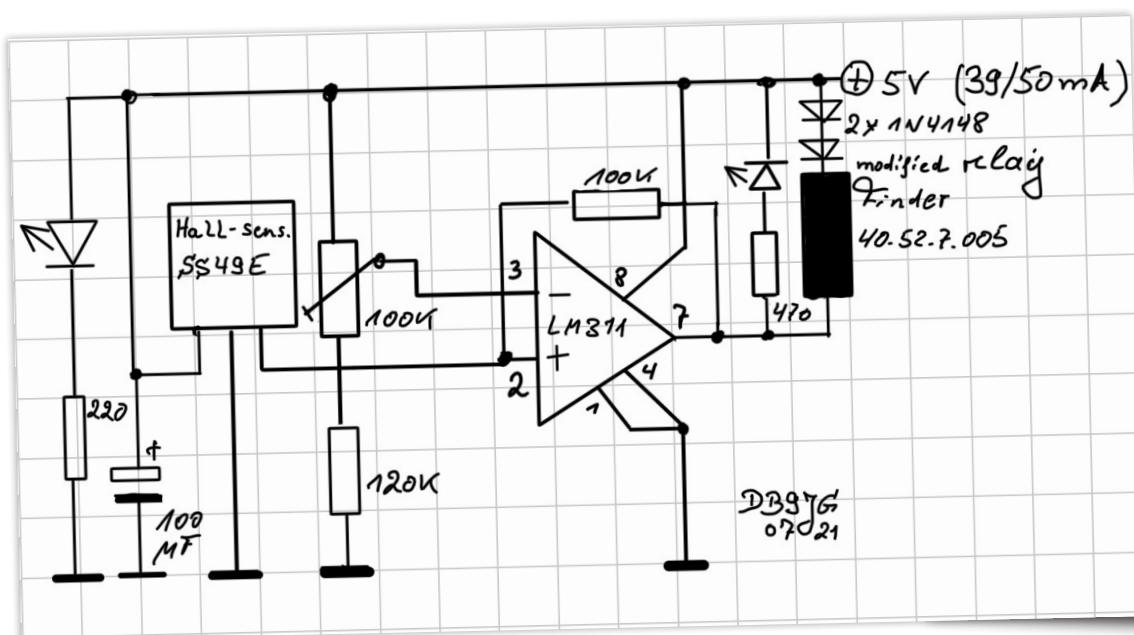 + 5V (39/50mA)
2x 1N4148
modified relay
Finder
40.52.7.005
100K
Hall-sens.
SS49E
100K
3
-
8
LM311
7
+
2
4
1
470
220
+
100
µF
120K
DB9JG
07 21